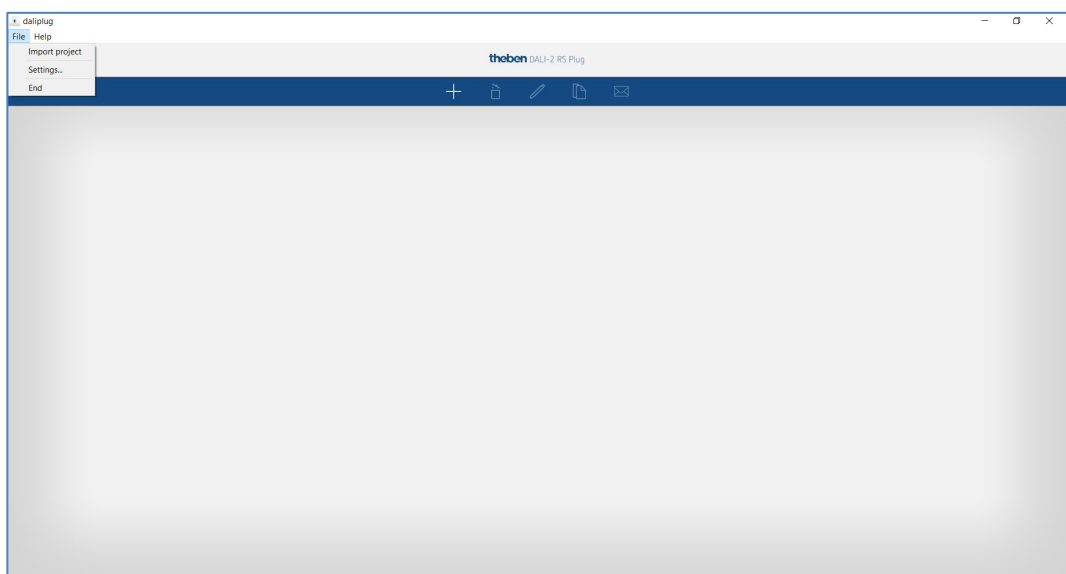 daliplug
File Help
Import project
Settings...
End
theben DALI-2 RS Plug